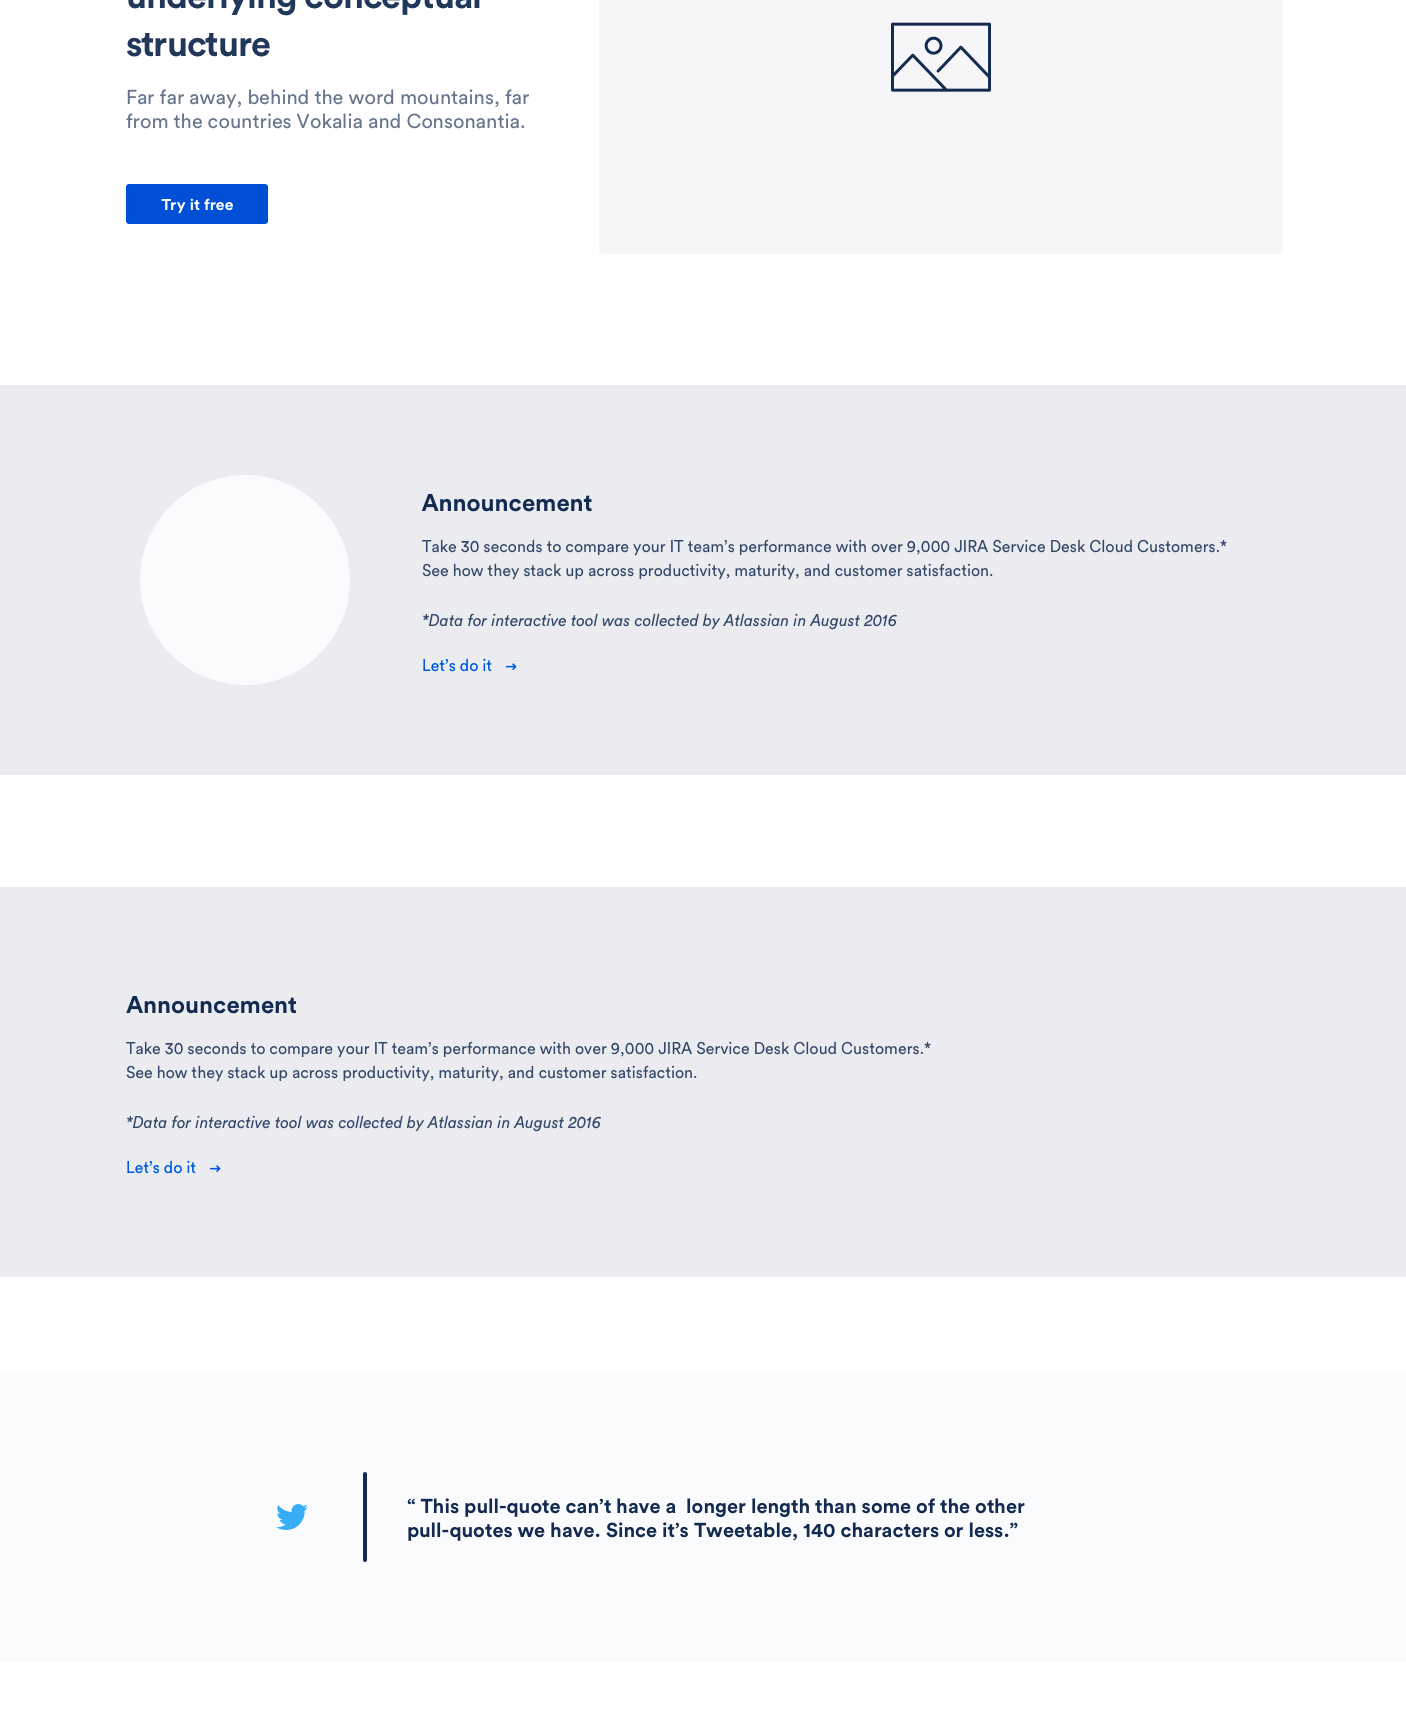 underlying conceptual
structure
Far far away, behind the word mountains, far
from the countries Vokalia and Consonantia.
Try it free
Announcement
Take 30 seconds to compare your IT team’s performance with over 9,000 JIRA Service Desk Cloud Customers.*
See how they stack up across productivity, maturity, and customer satisfaction.
*Data for interactive tool was collected by Atlassian in August 2016
Let’s do it →
Announcement
Take 30 seconds to compare your IT team’s performance with over 9,000 JIRA Service Desk Cloud Customers.*
See how they stack up across productivity, maturity, and customer satisfaction.
*Data for interactive tool was collected by Atlassian in August 2016
Let’s do it →
“ This pull-quote can’t have a  longer length than some of the other
pull-quotes we have. Since it’s Tweetable, 140 characters or less.”